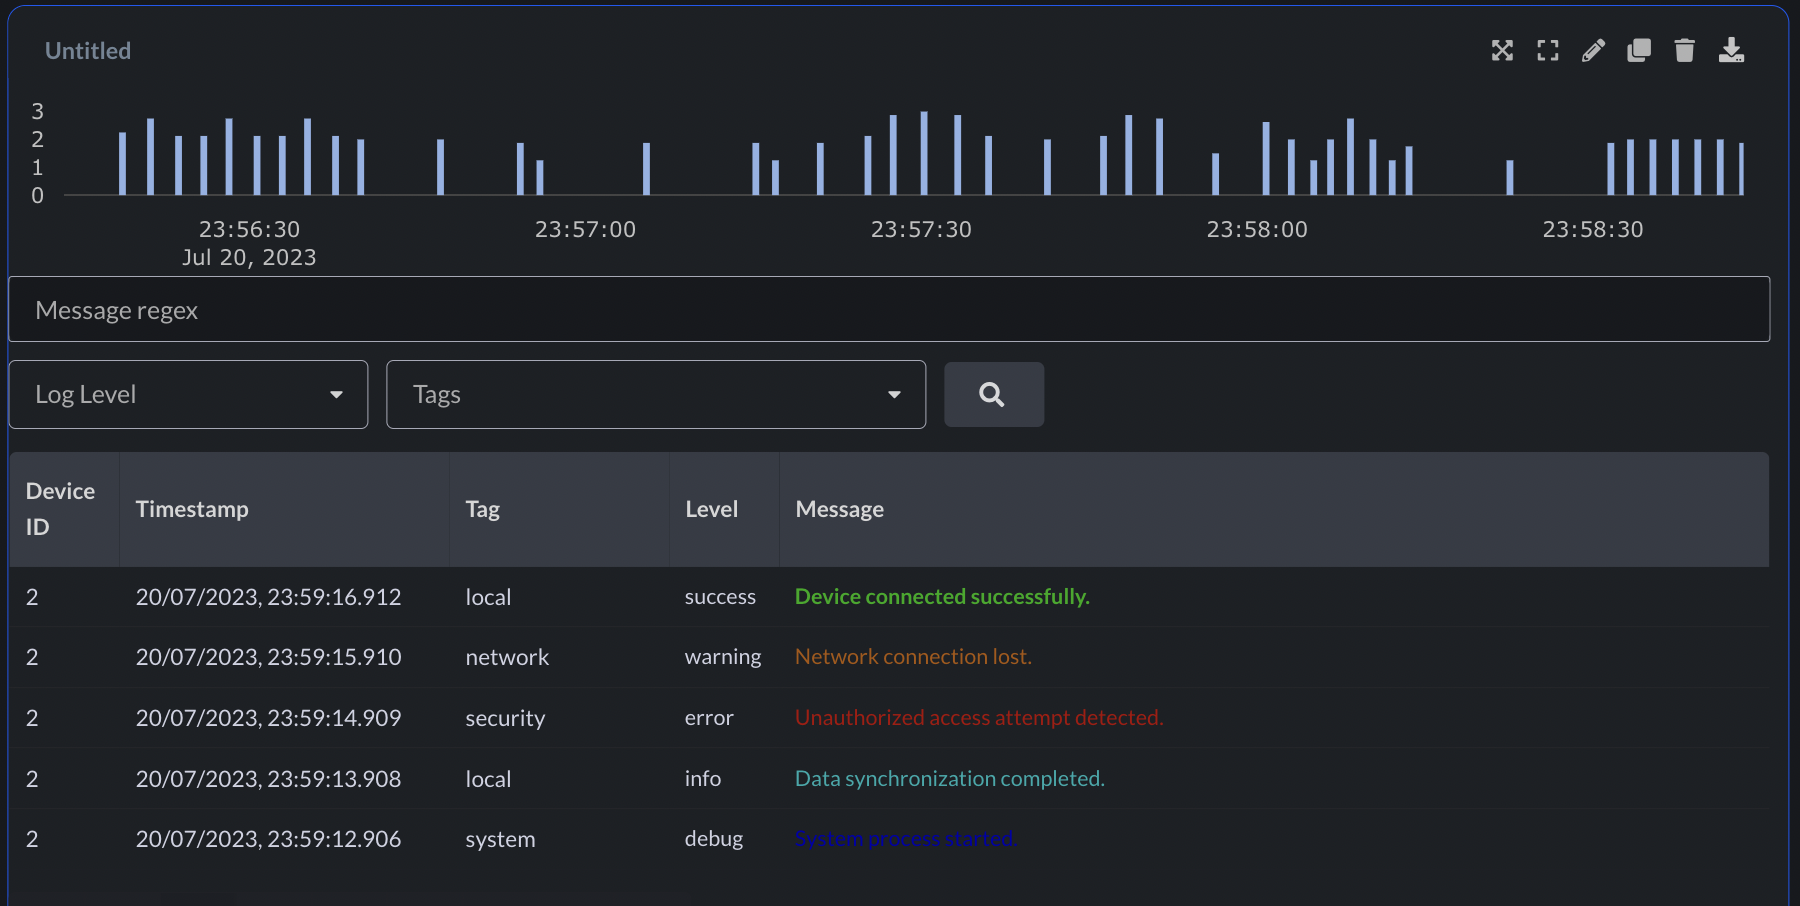 Untitled
3
2
1
0
23:56:30 23:57:00 23:57:30 23:58:00 23:58:30
Jul 20, 2023
Message regex
Log Level Tags
Device ID Timestamp Tag Level Message
2 20/07/2023, 23:59:16.912 local success Device connected successfully.
2 20/07/2023, 23:59:15.910 network warning Network connection lost.
2 20/07/2023, 23:59:14.909 security error Unauthorized access attempt detected.
2 20/07/2023, 23:59:13.908 local info Data synchronization completed.
2 20/07/2023, 23:59:12.906 system debug System process started.